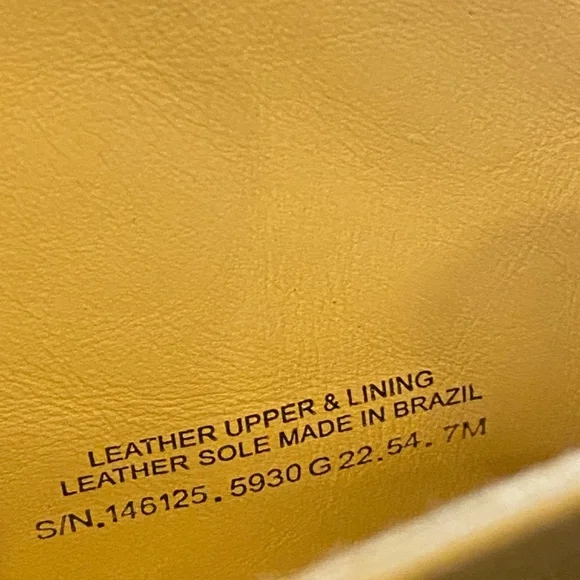 LEATHER UPPER & LINING
LEATHER SOLE MADE IN BRAZIL
S/N.146125.5930 G 22.54. 7M